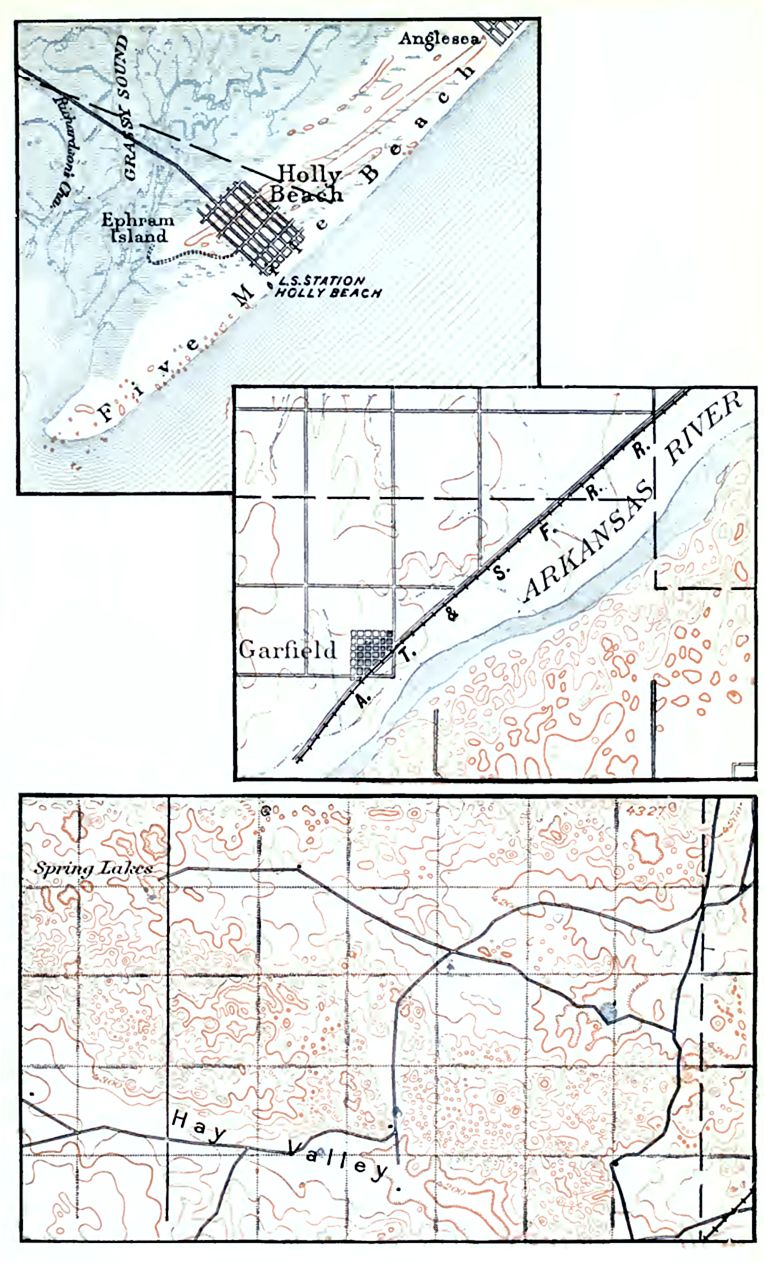 Anglesea
GRASSY SOUND
Richardson Cha.
Holly
Beach
Ephram
Island
L.S. STATION
HOLLY BEACH
Five Mile Beach
ARKANSAS RIVER
A. T. & S. F. R. R.
Garfield
4327
Spring Lakes
Hay Valley